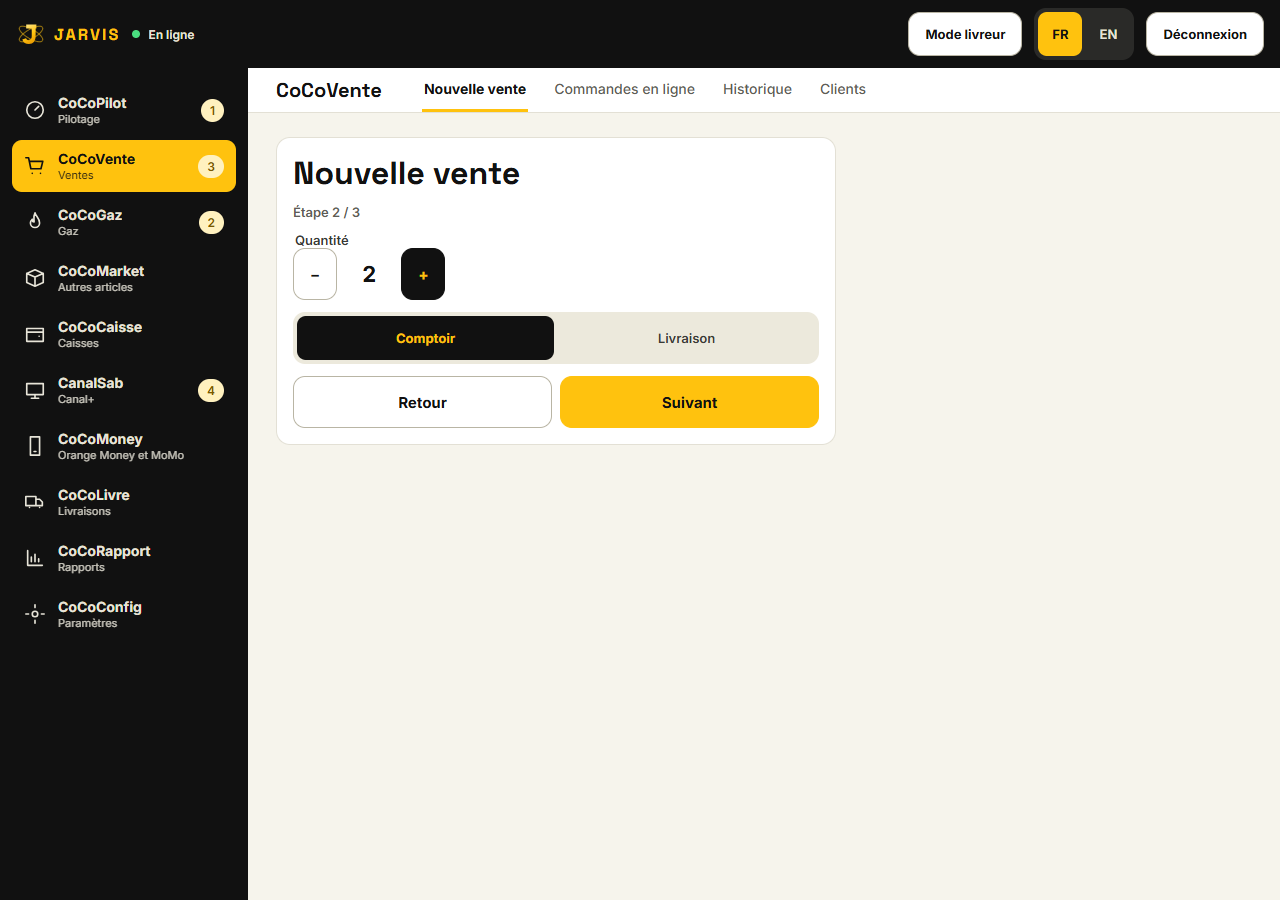 JARVIS
En ligne
Mode livreur
FR
EN
Déconnexion
CoCoPilot
Pilotage
1
CoCoVente
Ventes
3
CoCoGaz
Gaz
2
CoCoMarket
Autres articles
CoCoCaisse
Caisses
CanalSab
Canal+
4
CoCoMoney
Orange Money et MoMo
CoCoLivre
Livraisons
CoCoRapport
Rapports
CoCoConfig
Paramètres
CoCoVente
Nouvelle vente
Commandes en ligne
Historique
Clients
Nouvelle vente
Étape 2 / 3
Quantité
− 2 +
Comptoir
Livraison
Retour
Suivant